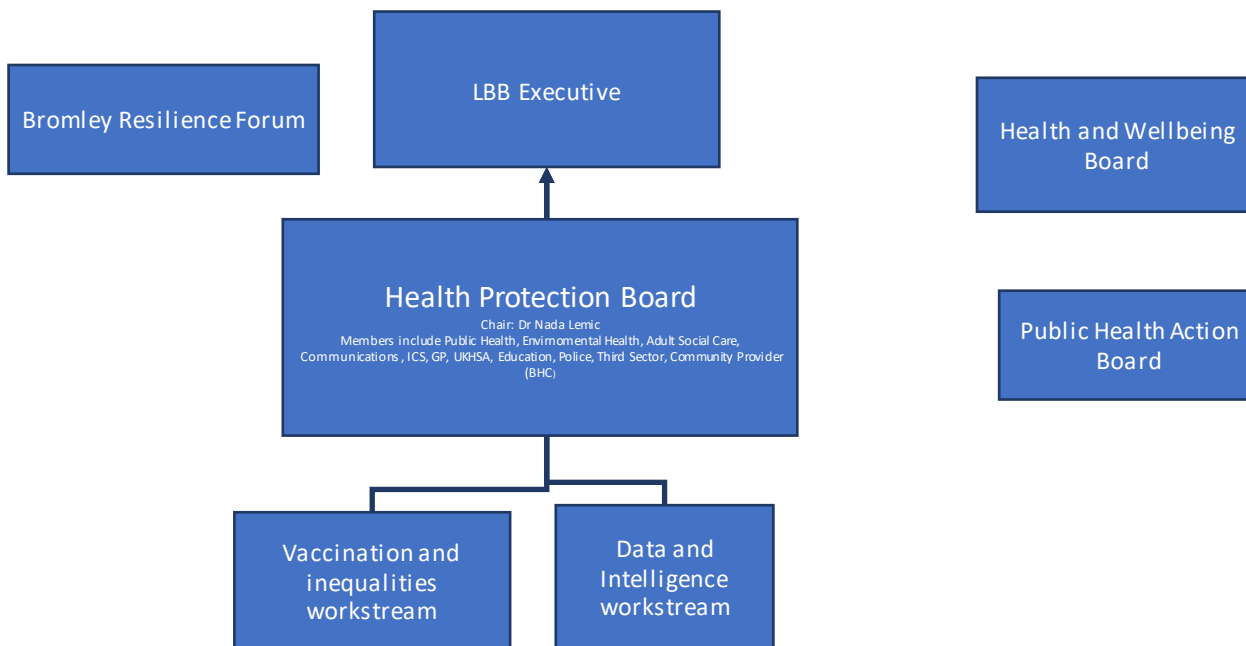 LBB Executive
Bromley Resilience Forum
Health and Wellbeing
Board
Health Protection Board
Chair: Dr Nada Lemic
Members include Public Health, Enviromental Health, Adult Social Care,
Communications, ICS, GP, UKHSA, Education, Police, Third Sector, Community Provider
(BHC)
Public Health Action
Board
Vaccination and
inequalities
workstream
Data and
Intelligence
workstream